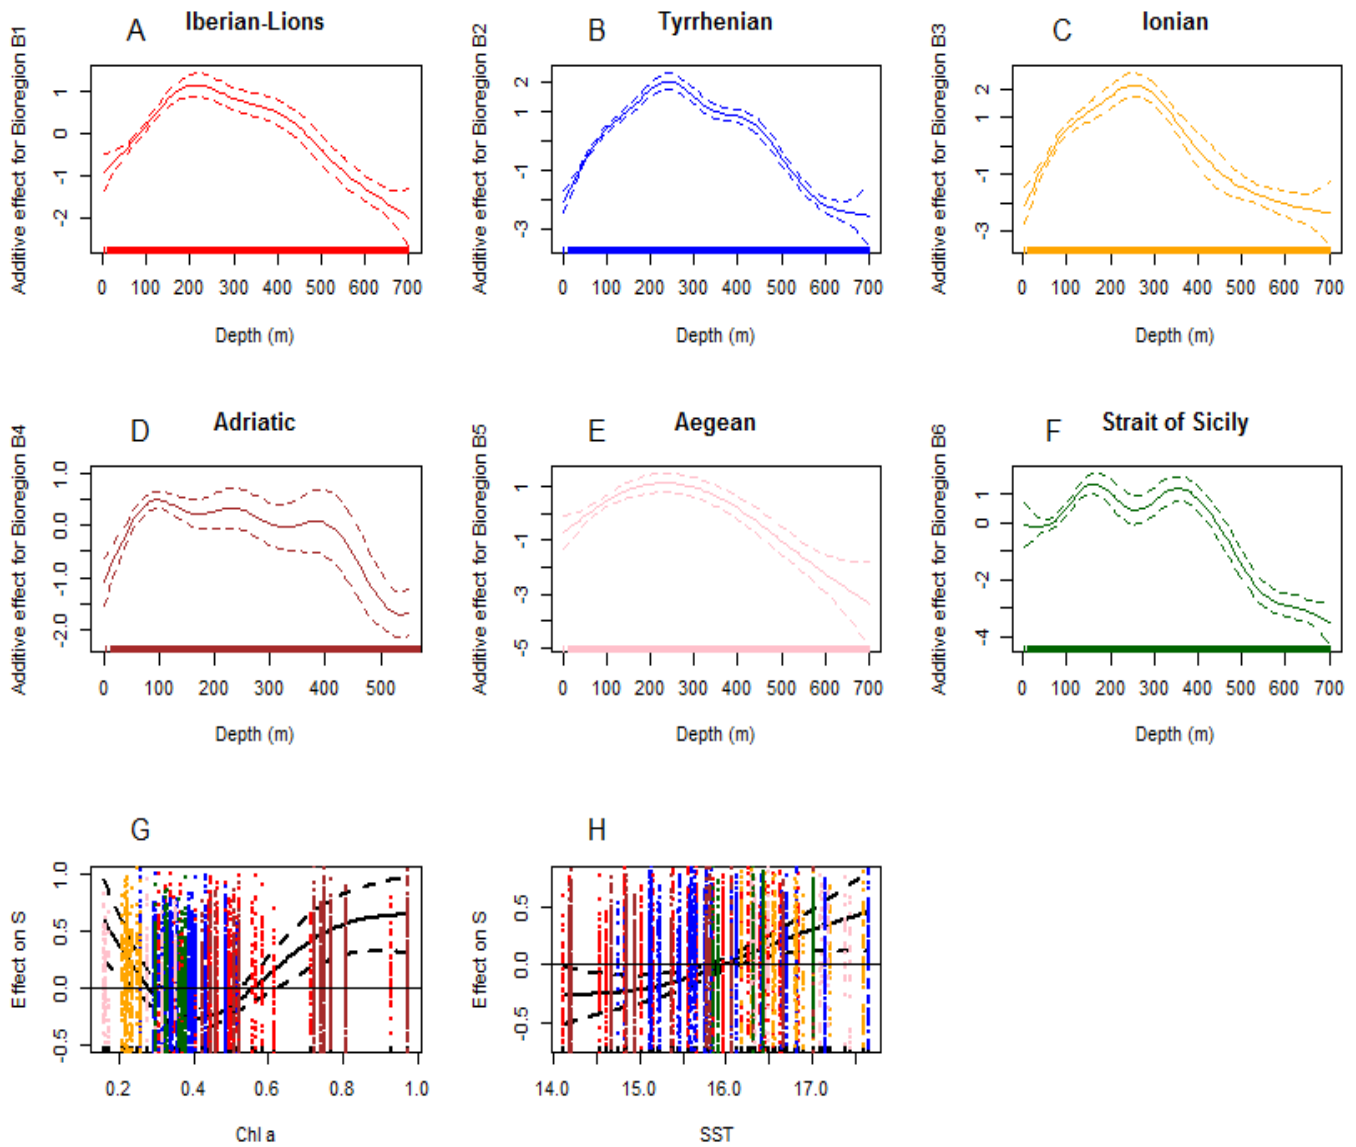 A Iberian-Lions
Additive effect for Bioregion B1
1
0
-1
-2
0 100 200 300 400 500 600 700
Depth (m)
B Tyrrhenian
Additive effect for Bioregion B2
2
1
-1
-3
0 100 200 300 400 500 600 700
Depth (m)
C Ionian
Additive effect for Bioregion B3
2
1
-1
-3
0 100 200 300 400 500 600 700
Depth (m)
D Adriatic
Additive effect for Bioregion B4
1.0
0.0
-1.0
-2.0
0 100 200 300 400 500
Depth (m)
E Aegean
Additive effect for Bioregion B5
1
-1
-3
-5
0 100 200 300 400 500 600 700
Depth (m)
F Strait of Sicily
Additive effect for Bioregion B6
1
0
-2
-4
0 100 200 300 400 500 600 700
Depth (m)
G
Effect on S
1.0
0.5
0.0
-0.5
0.2 0.4 0.6 0.8 1.0
Chl a
H
Effect on S
0.5
0.0
-0.5
14.0 15.0 16.0 17.0
SST